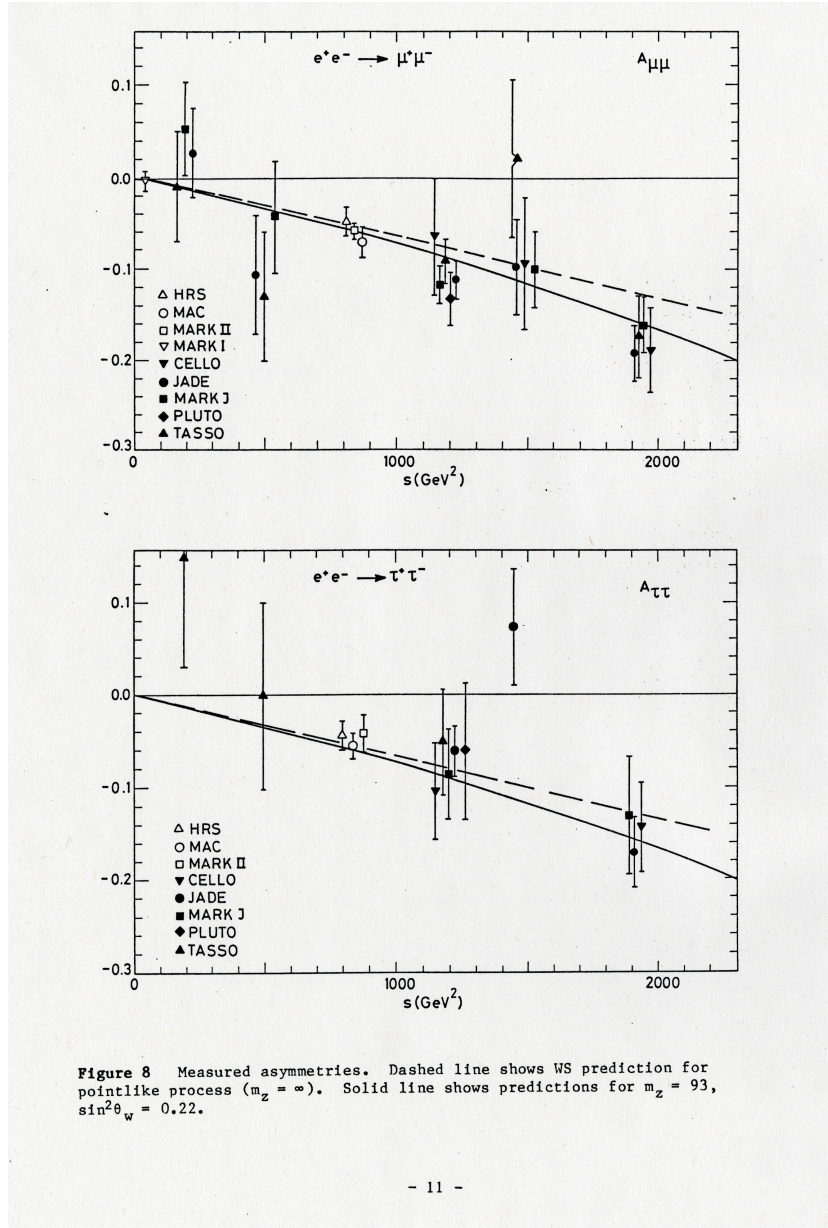 e⁺e⁻ → μ⁺μ⁻
A_μμ
0.1
0.0
-0.1
-0.2
-0.3
△ HRS
○ MAC
□ MARK II
▽ MARK I
▼ CELLO
● JADE
■ MARK J
◆ PLUTO
▲ TASSO
0 1000 2000
s(GeV²)
e⁺e⁻ → τ⁺τ⁻
A_ττ
0.1
0.0
-0.1
-0.2
-0.3
△ HRS
○ MAC
□ MARK II
▼ CELLO
● JADE
■ MARK J
◆ PLUTO
▲ TASSO
0 1000 2000
s(GeV²)
Figure 8 Measured asymmetries. Dashed line shows WS prediction for
pointlike process (m_z = ∞). Solid line shows predictions for m_z = 93,
sin²θ_w = 0.22.
- 11 -